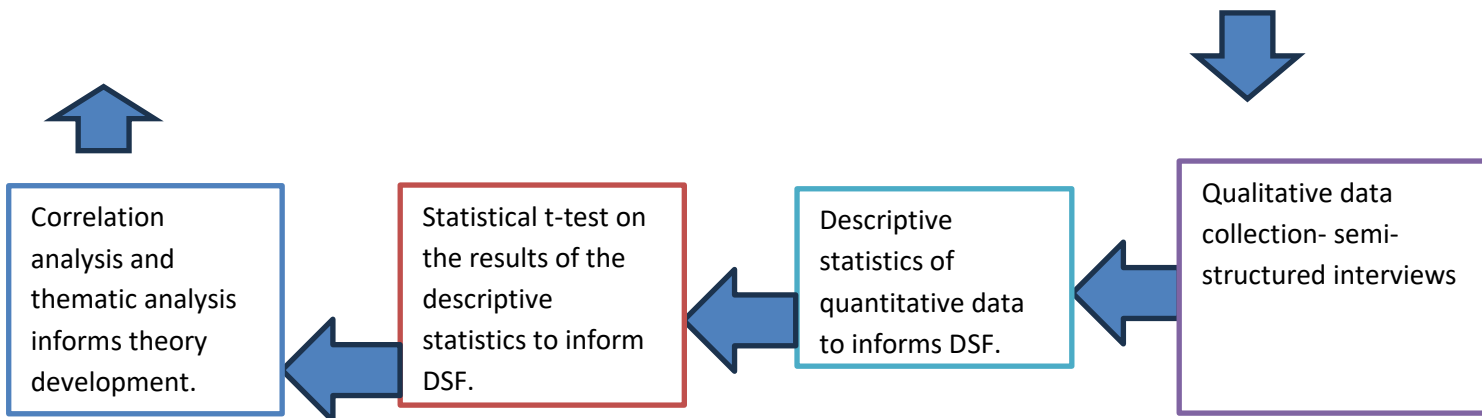 Correlation
analysis and
thematic analysis
informs theory
development.
Statistical t-test on
the results of the
descriptive
statistics to inform
DSF.
Descriptive
statistics of
quantitative data
to informs DSF.
Qualitative data
collection- semi-
structured interviews